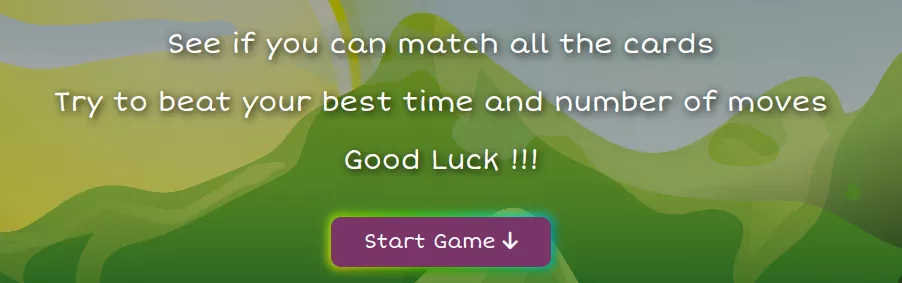 See if you can match all the cards
Try to beat your best time and number of moves
Good Luck !!!
Start Game ↓